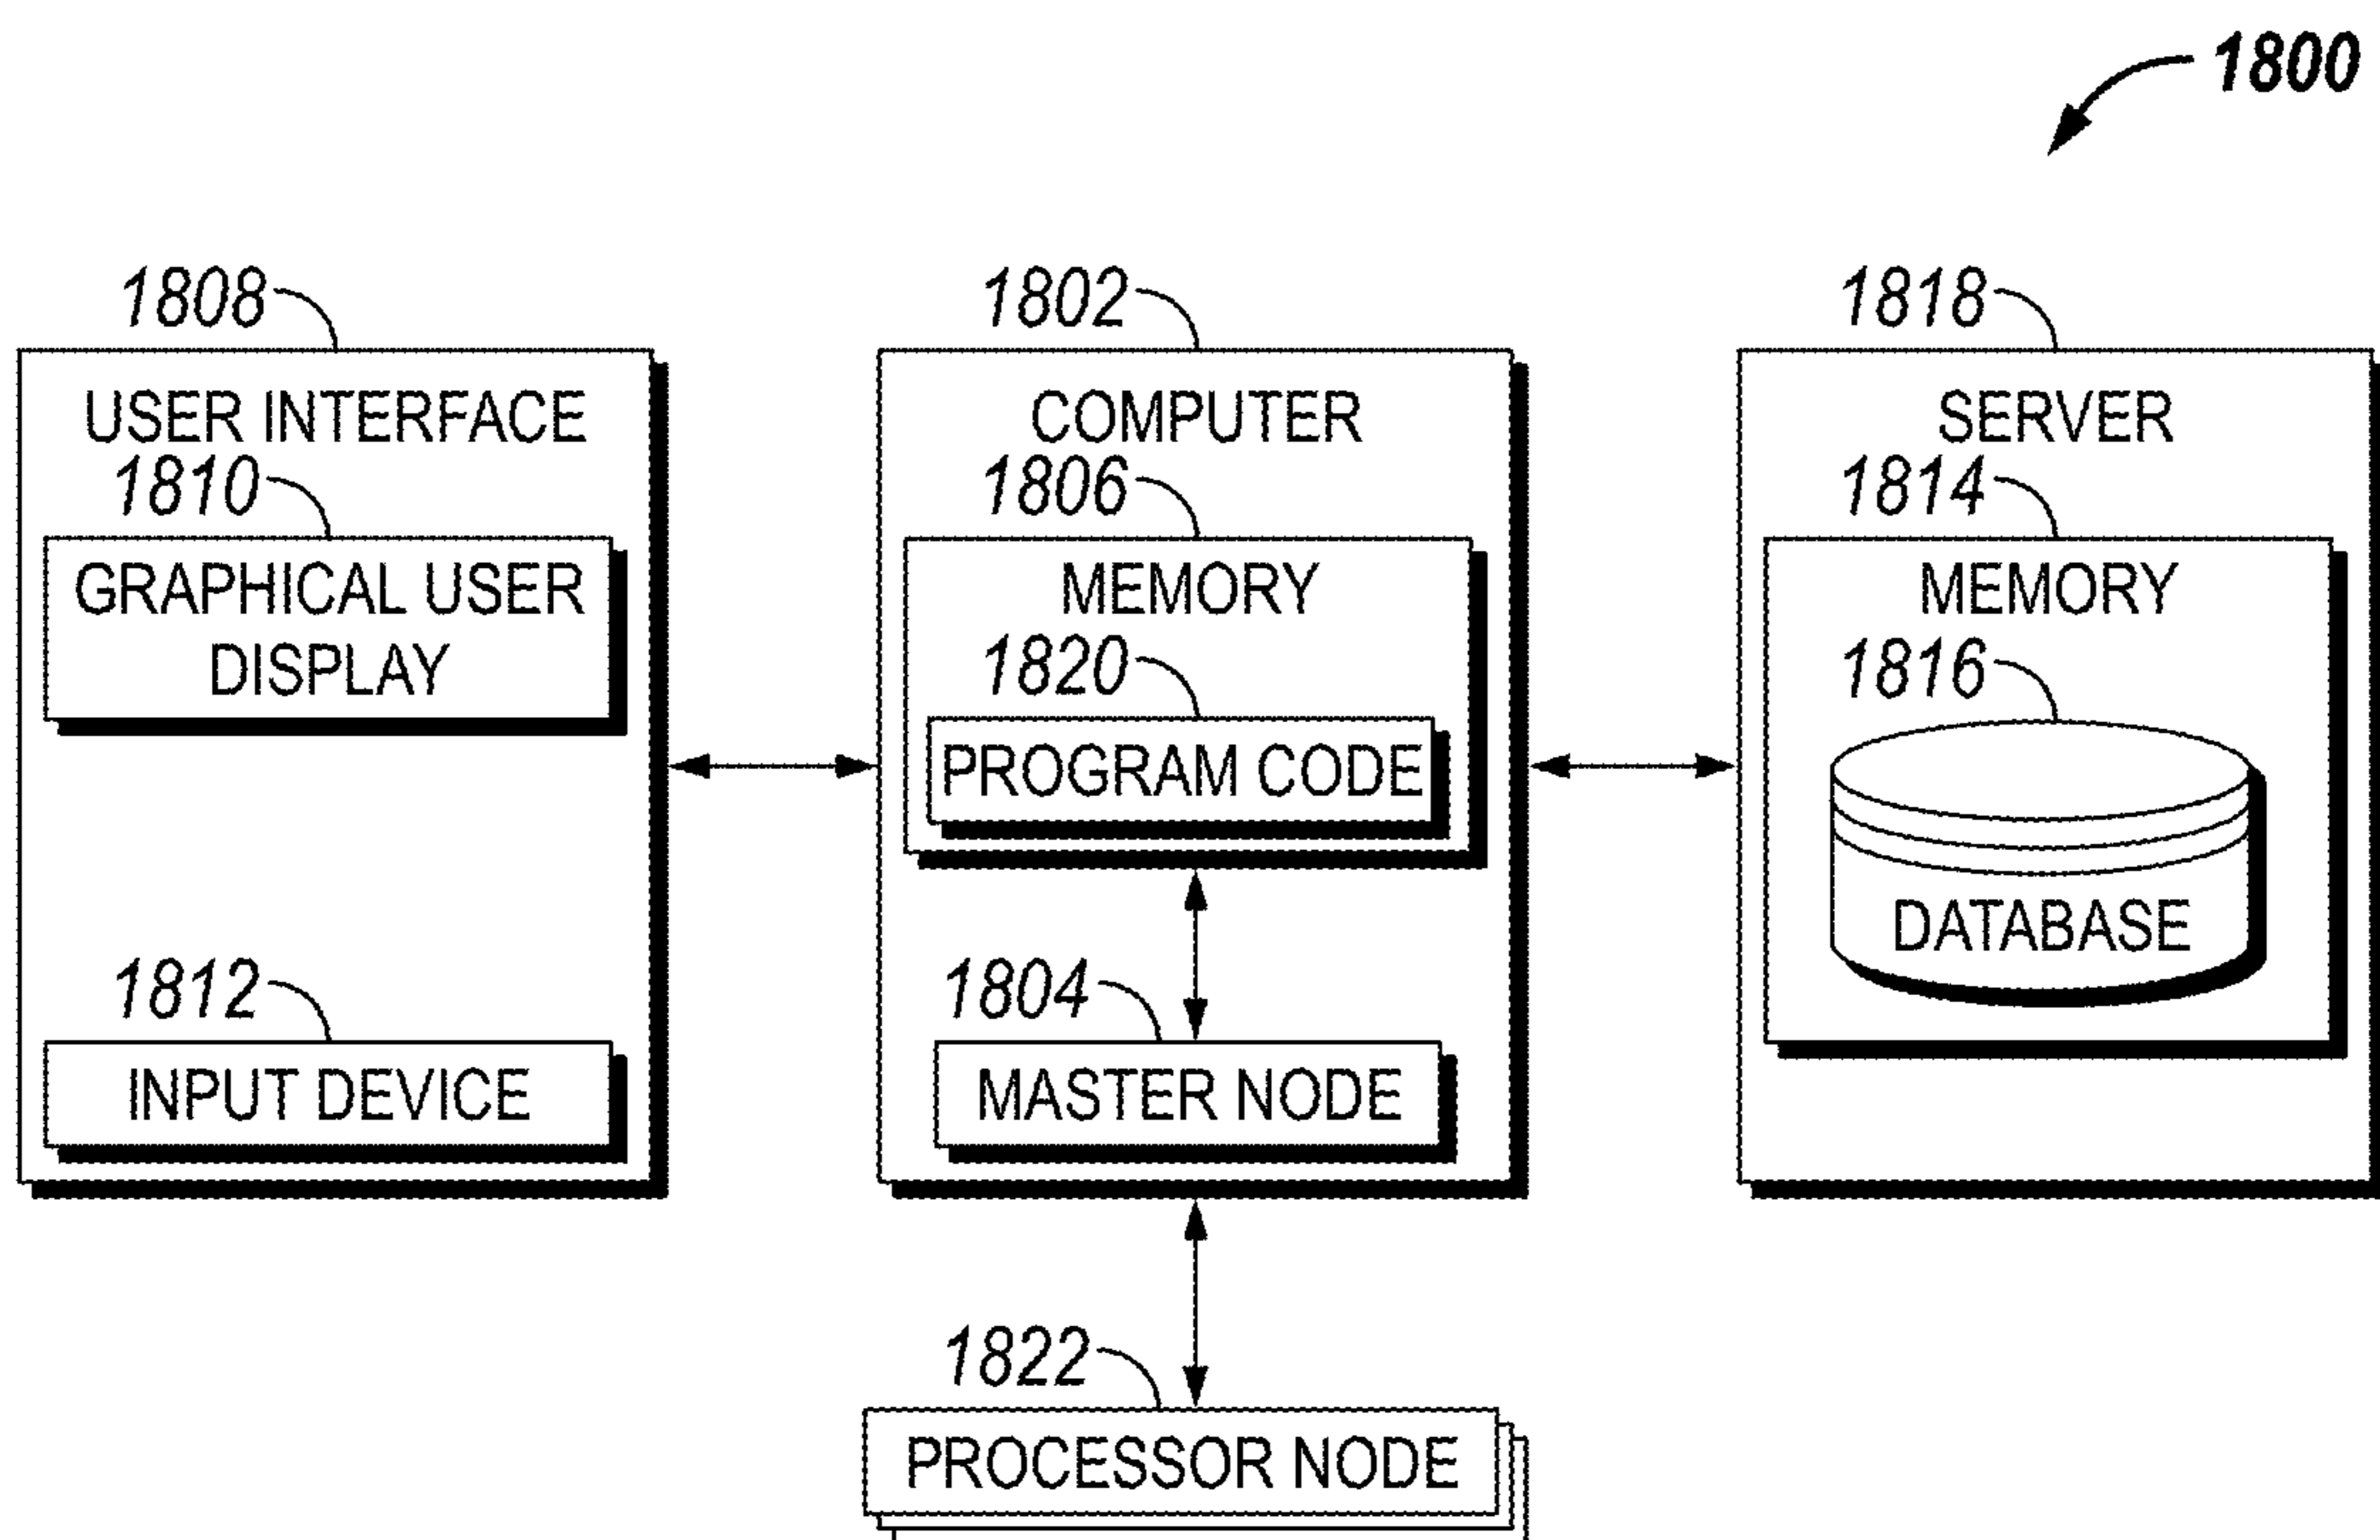 1800
1808
USER INTERFACE
1810
GRAPHICAL USER
DISPLAY
1812
INPUT DEVICE
1802
COMPUTER
1806
MEMORY
1820
PROGRAM CODE
1804
MASTER NODE
1818
SERVER
1814
MEMORY
1816
DATABASE
1822
PROCESSOR NODE